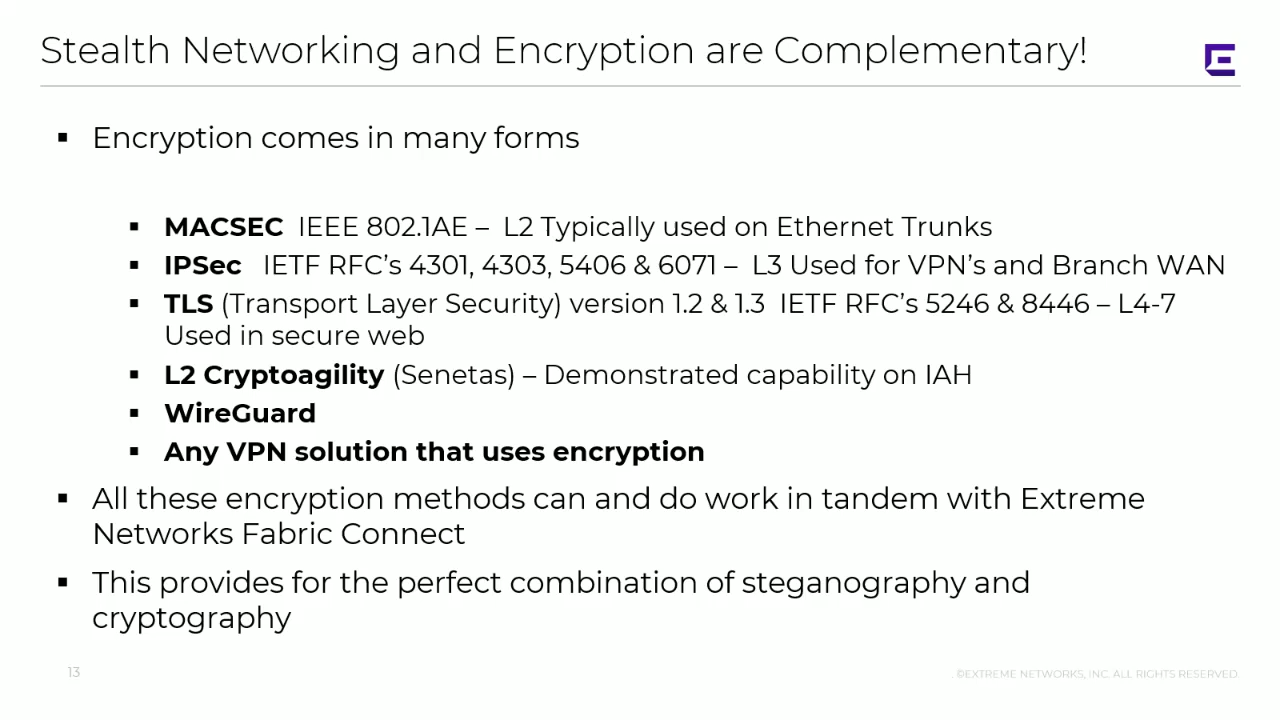 Stealth Networking and Encryption are Complementary!
▪ Encryption comes in many forms
▪ MACSEC IEEE 802.1AE – L2 Typically used on Ethernet Trunks
▪ IPSec IETF RFC's 4301, 4303, 5406 & 6071 – L3 Used for VPN's and Branch WAN
▪ TLS (Transport Layer Security) version 1.2 & 1.3 IETF RFC's 5246 & 8446 – L4-7
Used in secure web
▪ L2 Cryptoagility (Senetas) – Demonstrated capability on IAH
▪ WireGuard
▪ Any VPN solution that uses encryption
▪ All these encryption methods can and do work in tandem with Extreme
Networks Fabric Connect
▪ This provides for the perfect combination of steganography and
cryptography
13
. ©EXTREME NETWORKS, INC. ALL RIGHTS RESERVED.